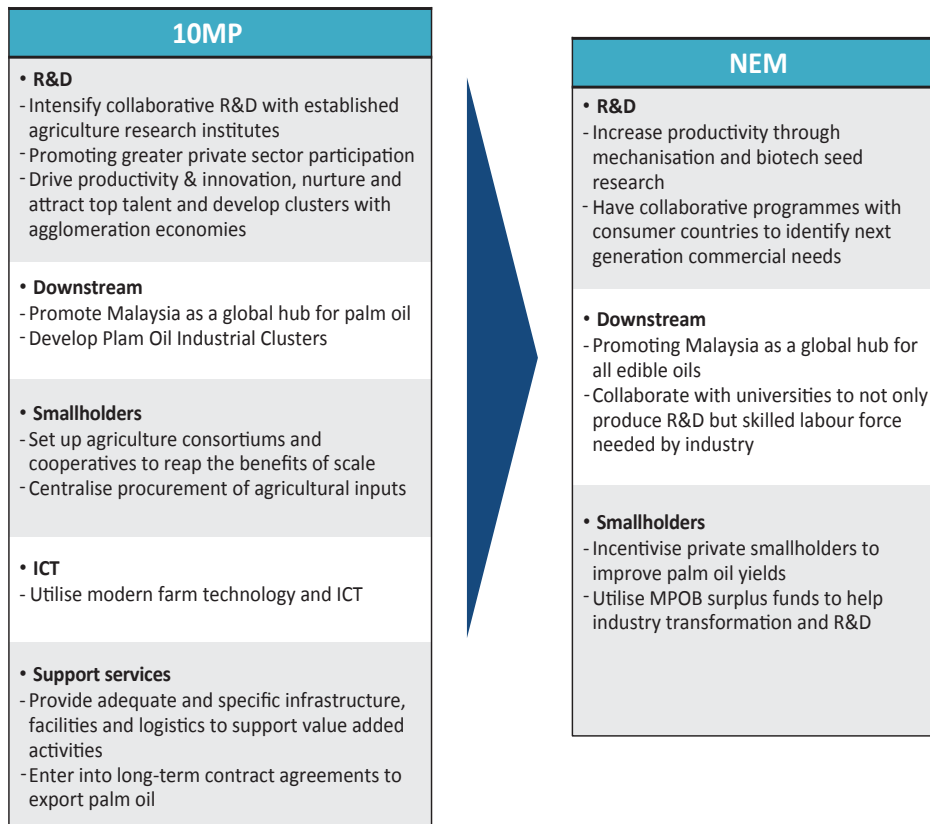 10MP
• R&D
- Intensify collaborative R&D with established
agriculture research institutes
- Promoting greater private sector participation
- Drive productivity & innovation, nurture and
attract top talent and develop clusters with
agglomeration economies
• Downstream
- Promote Malaysia as a global hub for palm oil
- Develop Plam Oil Industrial Clusters
• Smallholders
- Set up agriculture consortiums and
cooperatives to reap the benefits of scale
- Centralise procurement of agricultural inputs
• ICT
- Utilise modern farm technology and ICT
• Support services
- Provide adequate and specific infrastructure,
facilities and logistics to support value added
activities
- Enter into long-term contract agreements to
export palm oil
NEM
• R&D
- Increase productivity through
mechanisation and biotech seed
research
- Have collaborative programmes with
consumer countries to identify next
generation commercial needs
• Downstream
- Promoting Malaysia as a global hub for
all edible oils
- Collaborate with universities to not only
produce R&D but skilled labour force
needed by industry
• Smallholders
- Incentivise private smallholders to
improve palm oil yields
- Utilise MPOB surplus funds to help
industry transformation and R&D